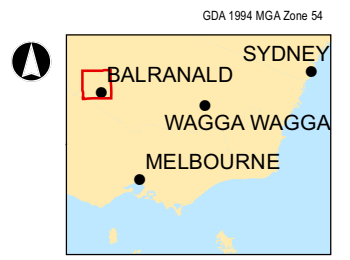 GDA 1994 MGA Zone 54
SYDNEY
BALRANALD
WAGGA WAGGA
MELBOURNE